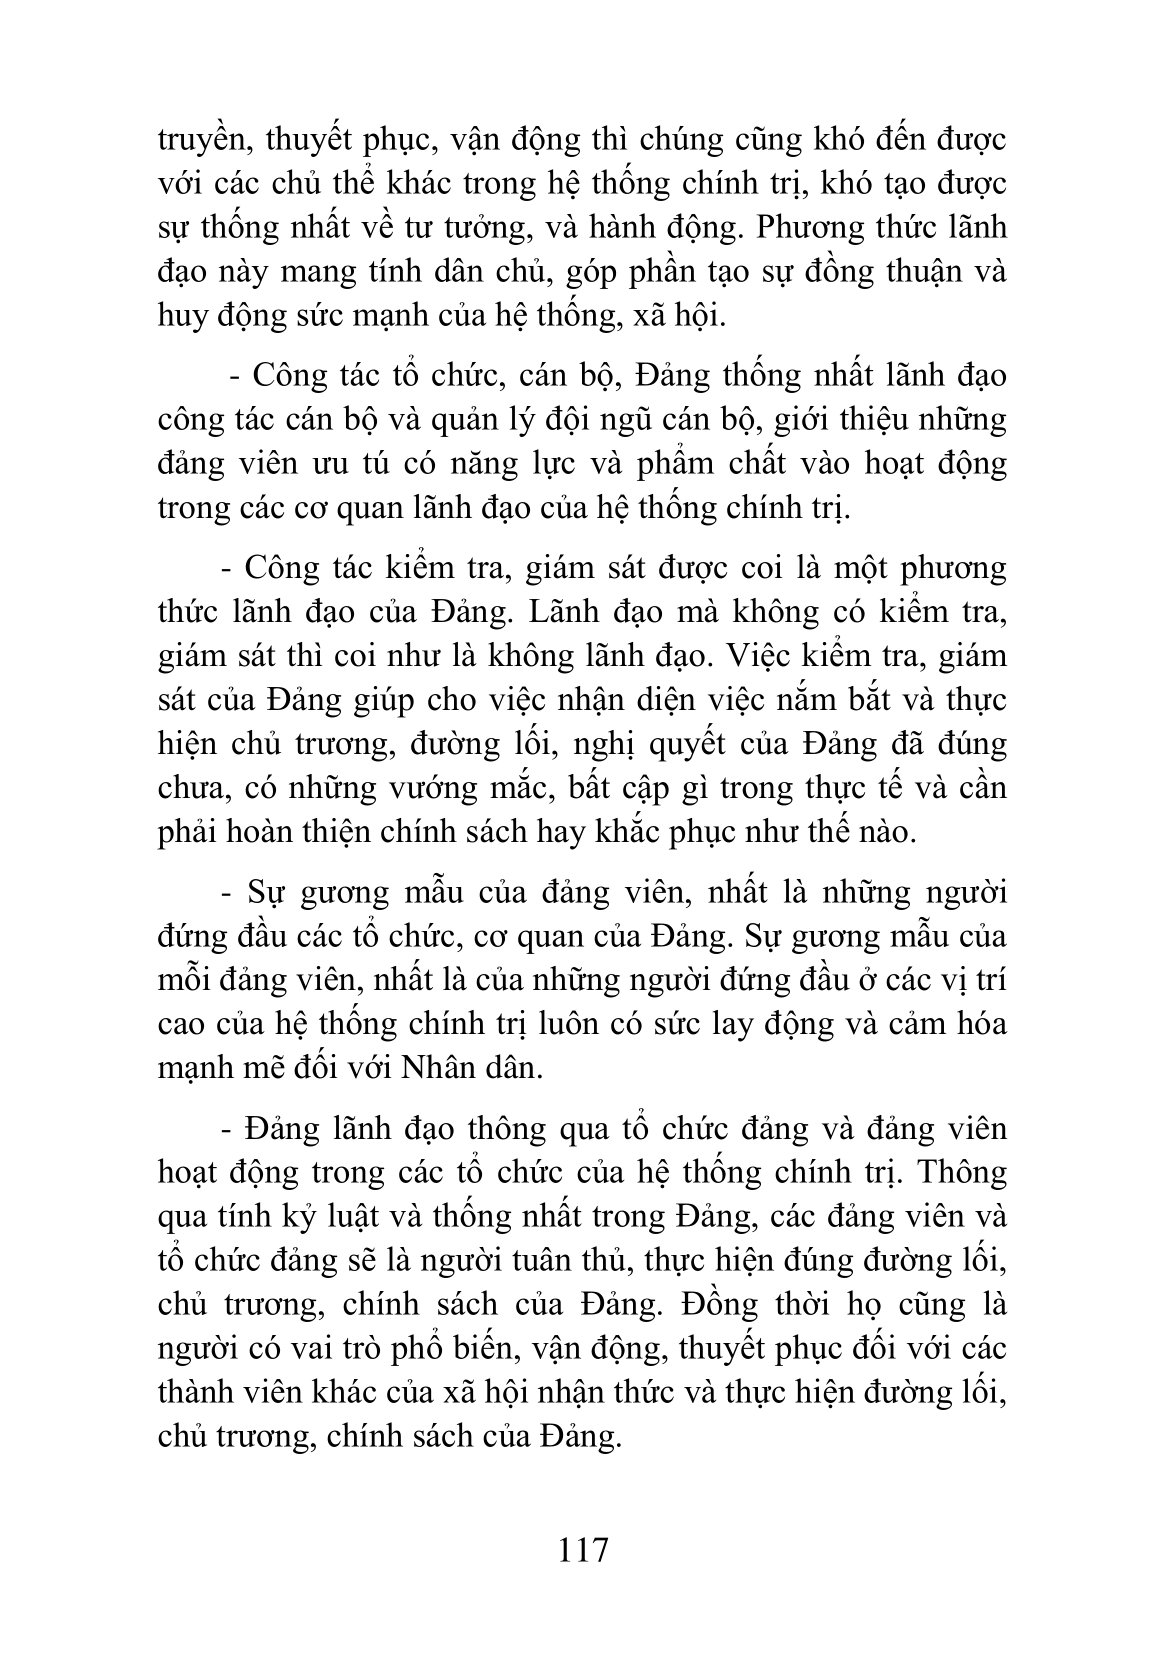 truyền, thuyết phục, vận động thì chúng cũng khó đến được
với các chủ thể khác trong hệ thống chính trị, khó tạo được
sự thống nhất về tư tưởng, và hành động. Phương thức lãnh
đạo này mang tính dân chủ, góp phần tạo sự đồng thuận và
huy động sức mạnh của hệ thống, xã hội.
- Công tác tổ chức, cán bộ, Đảng thống nhất lãnh đạo
công tác cán bộ và quản lý đội ngũ cán bộ, giới thiệu những
đảng viên ưu tú có năng lực và phẩm chất vào hoạt động
trong các cơ quan lãnh đạo của hệ thống chính trị.
- Công tác kiểm tra, giám sát được coi là một phương
thức lãnh đạo của Đảng. Lãnh đạo mà không có kiểm tra,
giám sát thì coi như là không lãnh đạo. Việc kiểm tra, giám
sát của Đảng giúp cho việc nhận diện việc nắm bắt và thực
hiện chủ trương, đường lối, nghị quyết của Đảng đã đúng
chưa, có những vướng mắc, bất cập gì trong thực tế và cần
phải hoàn thiện chính sách hay khắc phục như thế nào.
- Sự gương mẫu của đảng viên, nhất là những người
đứng đầu các tổ chức, cơ quan của Đảng. Sự gương mẫu của
mỗi đảng viên, nhất là của những người đứng đầu ở các vị trí
cao của hệ thống chính trị luôn có sức lay động và cảm hóa
mạnh mẽ đối với Nhân dân.
- Đảng lãnh đạo thông qua tổ chức đảng và đảng viên
hoạt động trong các tổ chức của hệ thống chính trị. Thông
qua tính kỷ luật và thống nhất trong Đảng, các đảng viên và
tổ chức đảng sẽ là người tuân thủ, thực hiện đúng đường lối,
chủ trương, chính sách của Đảng. Đồng thời họ cũng là
người có vai trò phổ biến, vận động, thuyết phục đối với các
thành viên khác của xã hội nhận thức và thực hiện đường lối,
chủ trương, chính sách của Đảng.
117